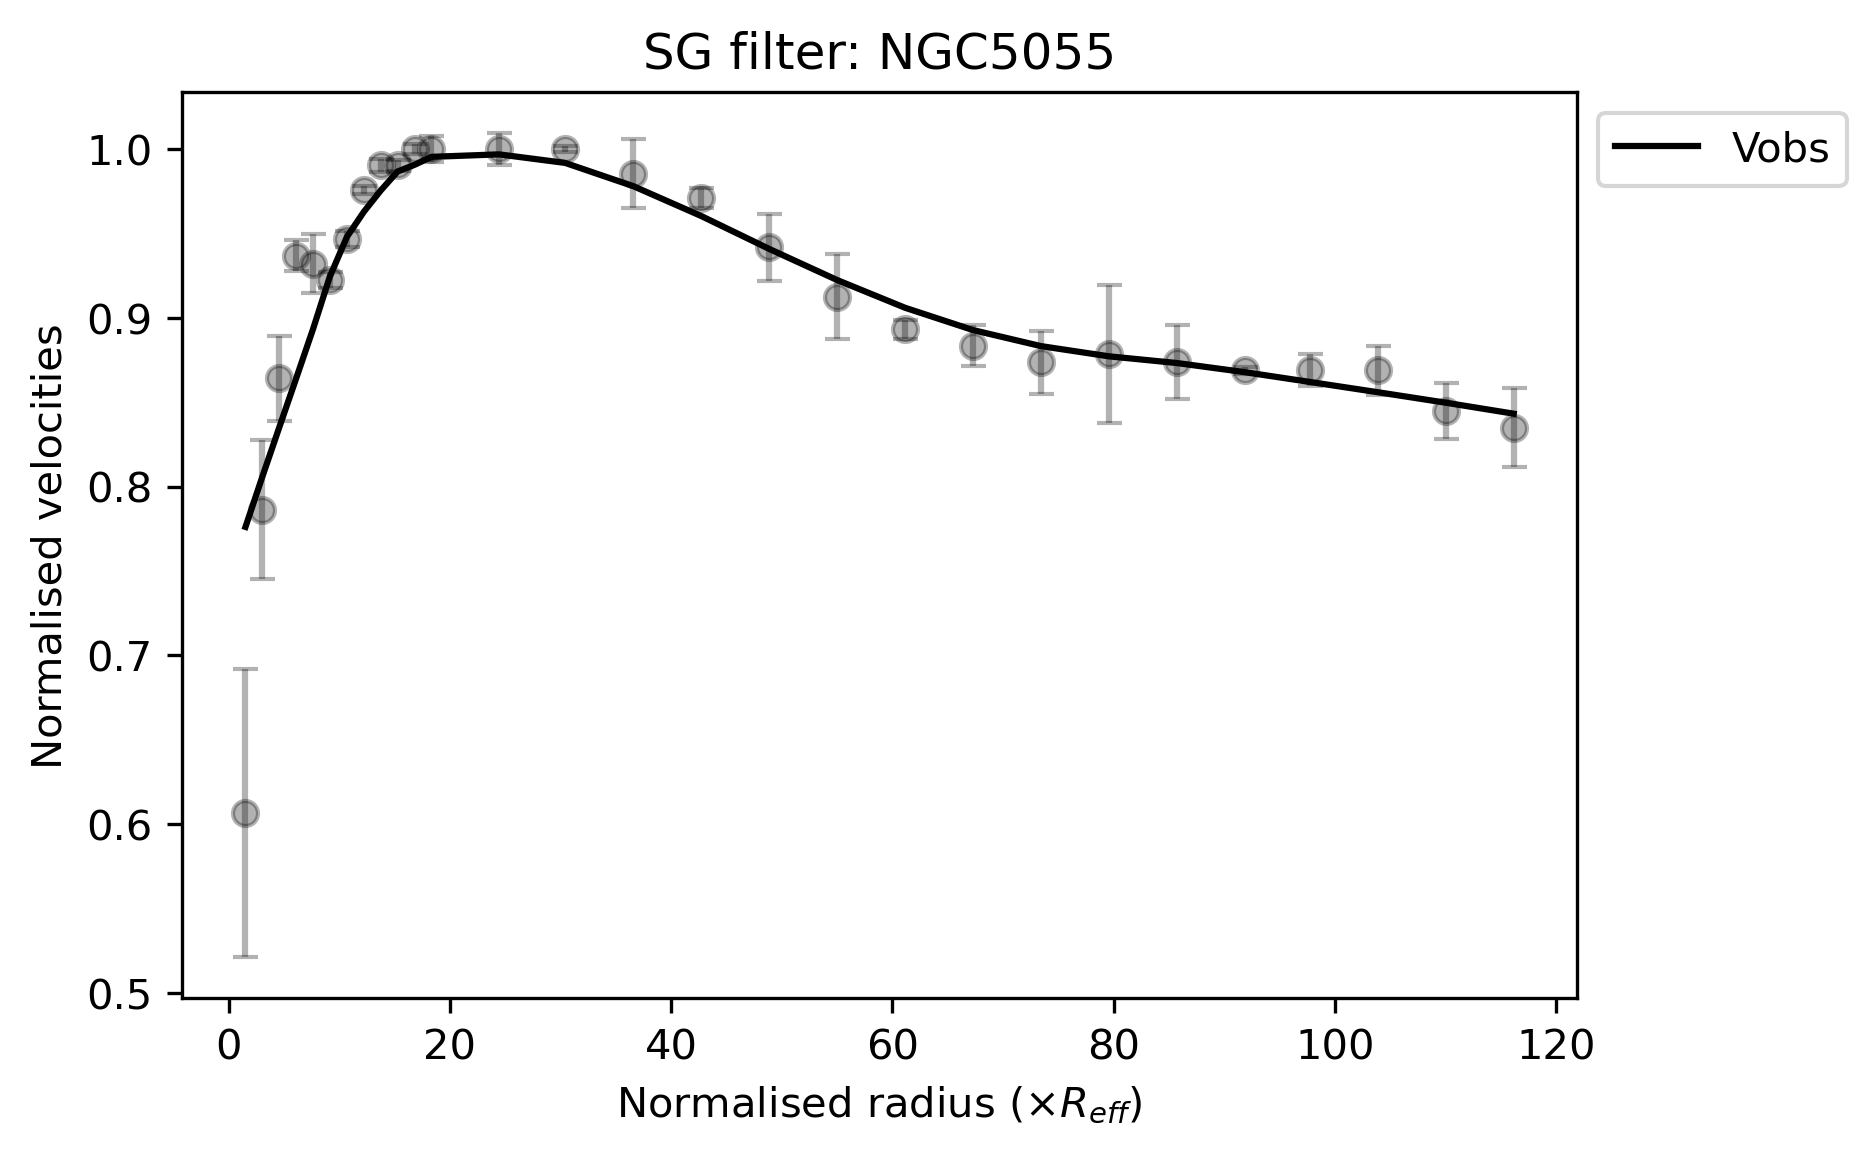 SG filter: NGC5055
Vobs
Normalised velocities
1.0
0.9
0.8
0.7
0.6
0.5
0 20 40 60 80 100 120
Normalised radius (×R_eff)